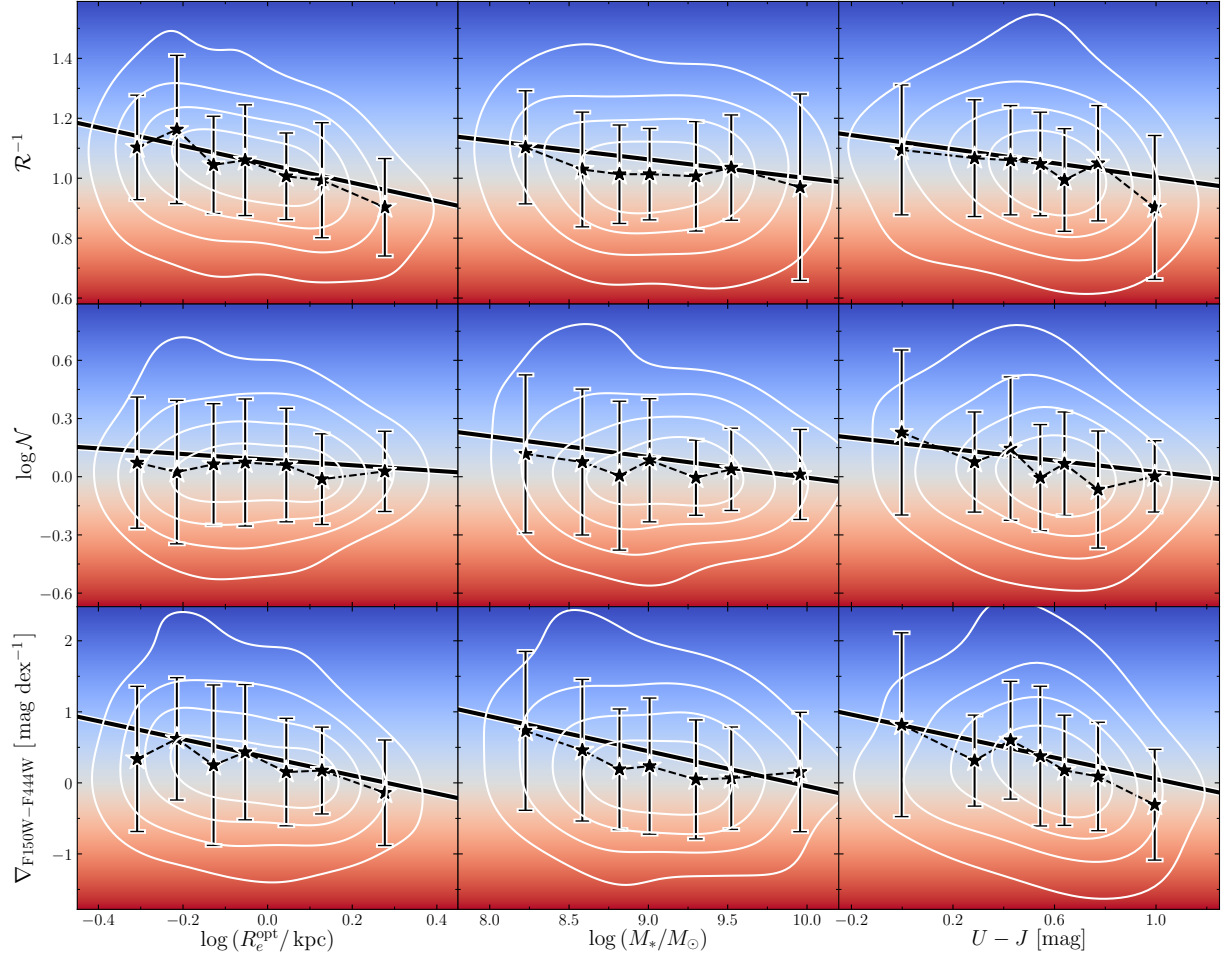 1.4
1.2
1.0
0.8
0.6
R⁻¹
0.6
0.3
0.0
−0.3
−0.6
log N
2
1
0
−1
∇F150W−F444W [mag dex⁻¹]
−0.4 −0.2 0.0 0.2 0.4
8.0 8.5 9.0 9.5 10.0
−0.2 0.2 0.6 1.0
log (Rₑᵒᵖᵗ/ kpc)
log (M*/M⊙)
U − J [mag]